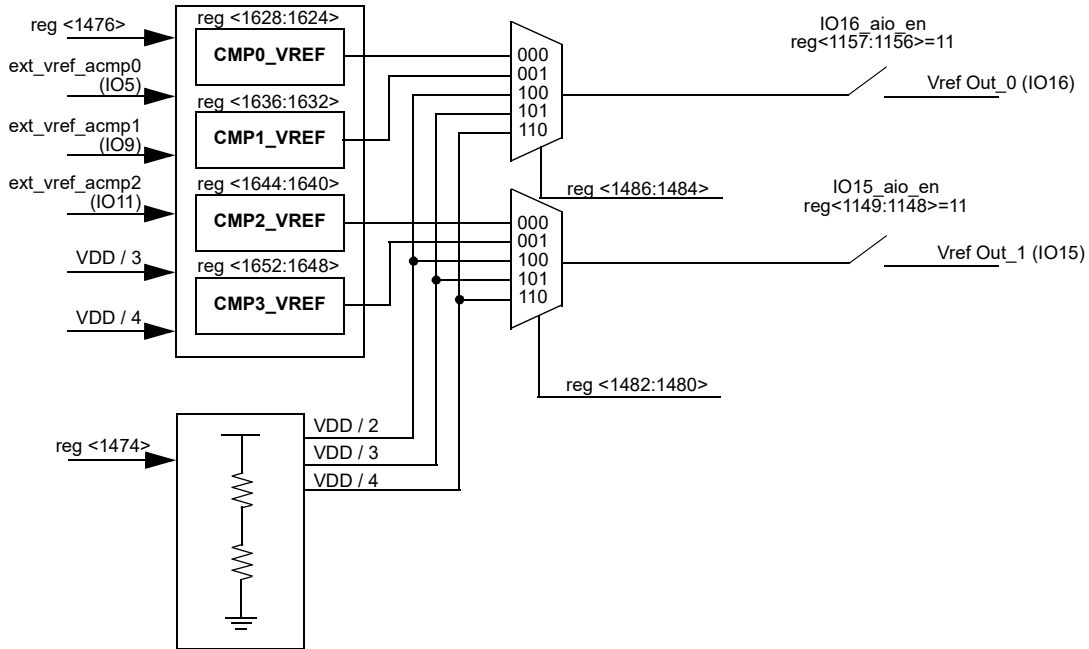 reg <1476>
ext_vref_acmp0
(IO5)
ext_vref_acmp1
(IO9)
ext_vref_acmp2
(IO11)
VDD / 3
VDD / 4
reg <1628:1624>
CMP0_VREF
reg <1636:1632>
CMP1_VREF
reg <1644:1640>
CMP2_VREF
reg <1652:1648>
CMP3_VREF
000
001
100
101
110
reg <1486:1484>
IO16_aio_en
reg<1157:1156>=11
Vref Out_0 (IO16)
000
001
100
101
110
reg <1482:1480>
IO15_aio_en
reg<1149:1148>=11
Vref Out_1 (IO15)
reg <1474>
VDD / 2
VDD / 3
VDD / 4